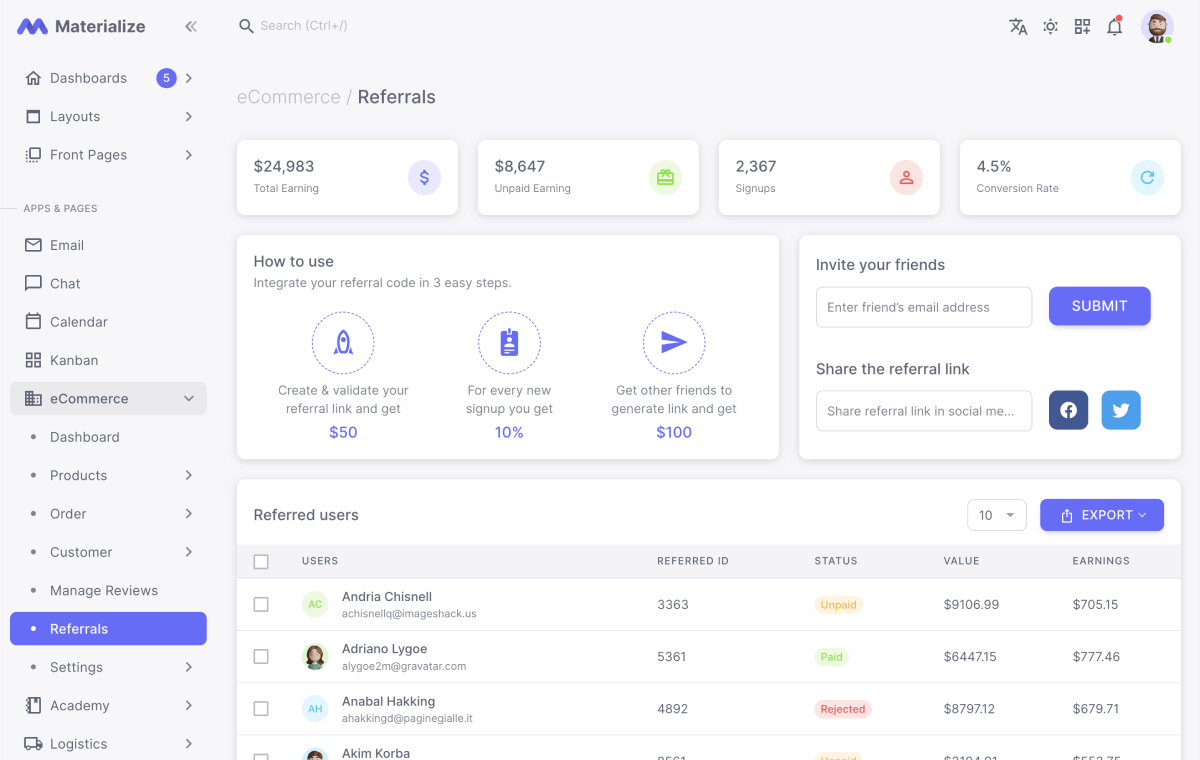 Materialize
Search (Ctrl+/)
Dashboards 5
Layouts
Front Pages
APPS & PAGES
Email
Chat
Calendar
Kanban
eCommerce
Dashboard
Products
Order
Customer
Manage Reviews
Referrals
Settings
Academy
Logistics
eCommerce / Referrals
$24,983
Total Earning
$
$8,647
Unpaid Earning
2,367
Signups
4.5%
Conversion Rate
How to use
Integrate your referral code in 3 easy steps.
Create & validate your
referral link and get
$50
For every new
signup you get
10%
Get other friends to
generate link and get
$100
Invite your friends
Enter friend’s email address
SUBMIT
Share the referral link
Share referral link in social me...
Referred users
10
EXPORT
USERS REFERRED ID STATUS VALUE EARNINGS
AC Andria Chisnell 3363 Unpaid $9106.99 $705.15
achisnellq@imageshack.us
Adriano Lygoe 5361 Paid $6447.15 $777.46
alygoe2m@gravatar.com
AH Anabal Hakking 4892 Rejected $8797.12 $679.71
ahakkingd@paginegialle.it
Akim Korba